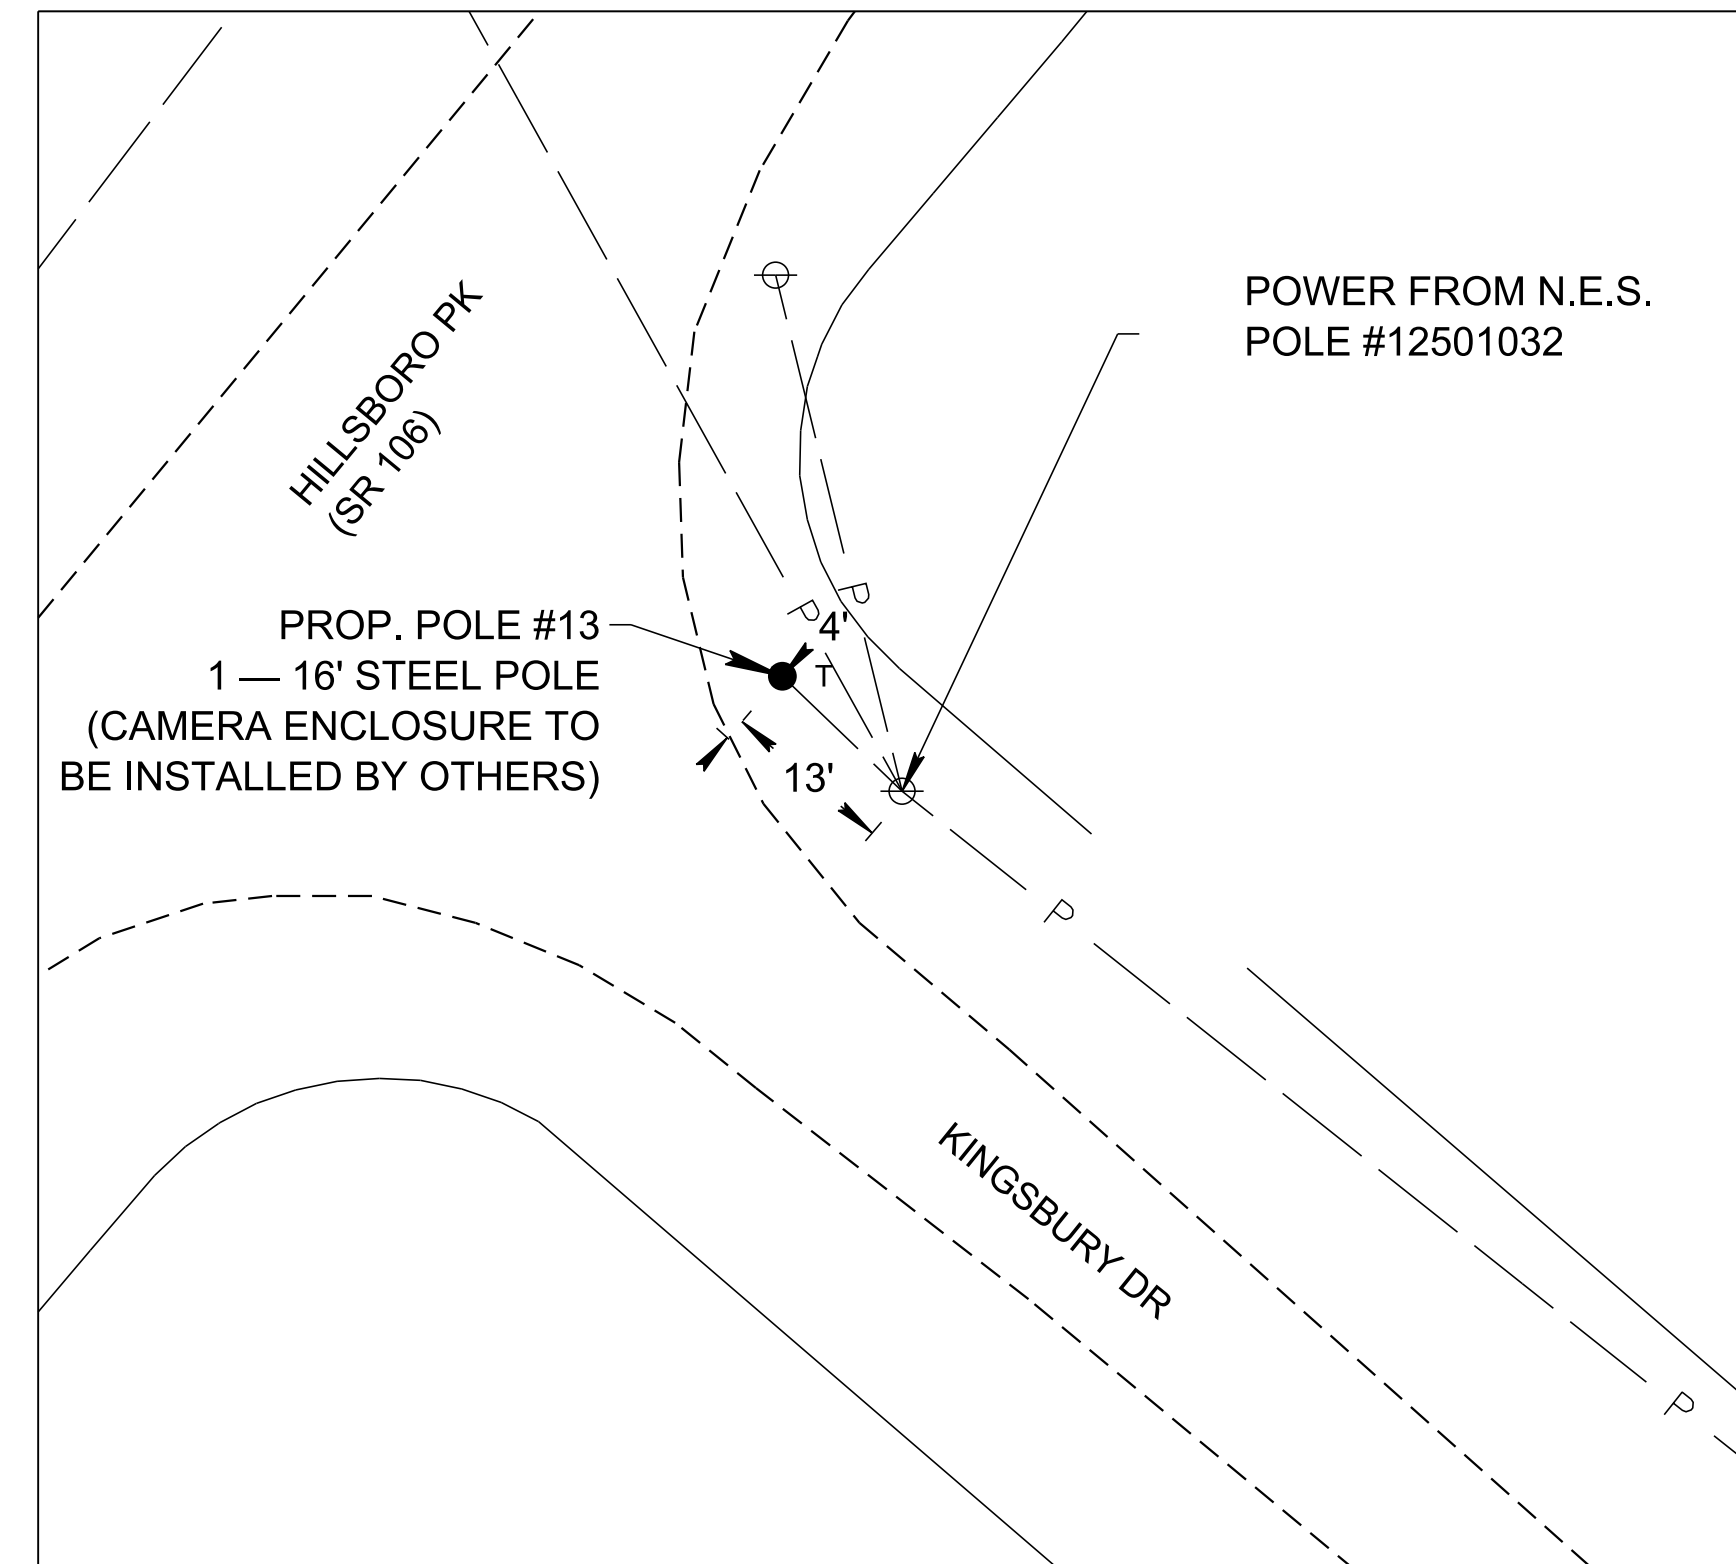 HILLSBORO PK
(SR 106)
POWER FROM N.E.S.
POLE #12501032
PROP. POLE #13
1 — 16' STEEL POLE
(CAMERA ENCLOSURE TO
BE INSTALLED BY OTHERS)
P
P
4'
T
13'
P
KINGSBURY DR
P